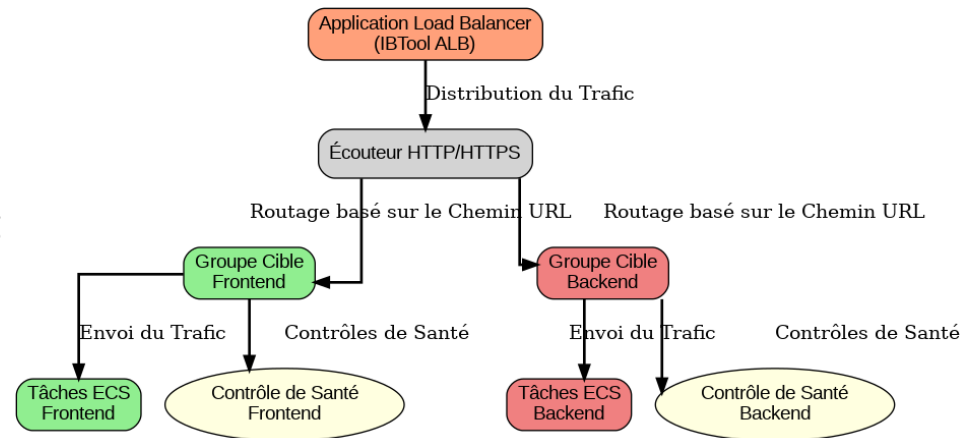 Application Load Balancer
(IBTool ALB)
Distribution du Trafic
Écouteur HTTP/HTTPS
Routage basé sur le Chemin URL
Routage basé sur le Chemin URL
Groupe Cible
Frontend
Groupe Cible
Backend
Envoi du Trafic
Contrôles de Santé
Envoi du Trafic
Contrôles de Santé
Tâches ECS
Frontend
Contrôle de Santé
Frontend
Tâches ECS
Backend
Contrôle de Santé
Backend